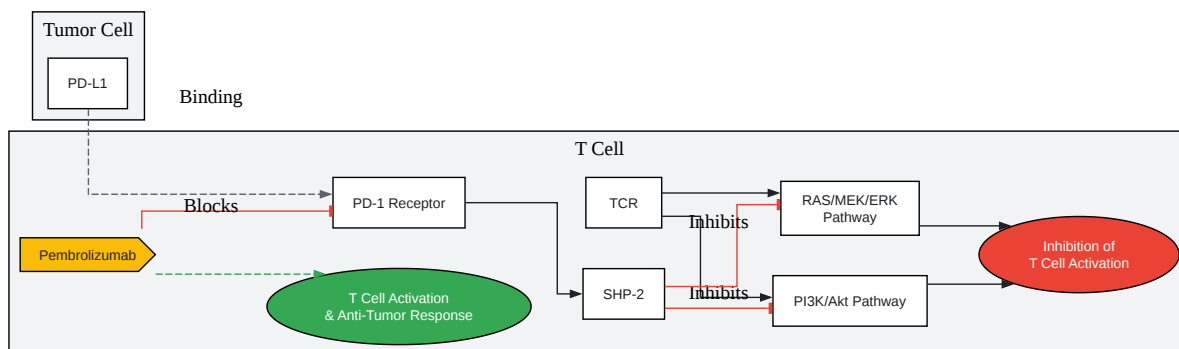 Tumor Cell
PD-L1
Binding
T Cell
Blocks
PD-1 Receptor
TCR
Inhibits
RAS/MEK/ERK
Pathway
Pembrolizumab
Inhibition of
T Cell Activation
T Cell Activation
& Anti-Tumor Response
SHP-2
Inhibits
PI3K/Akt Pathway